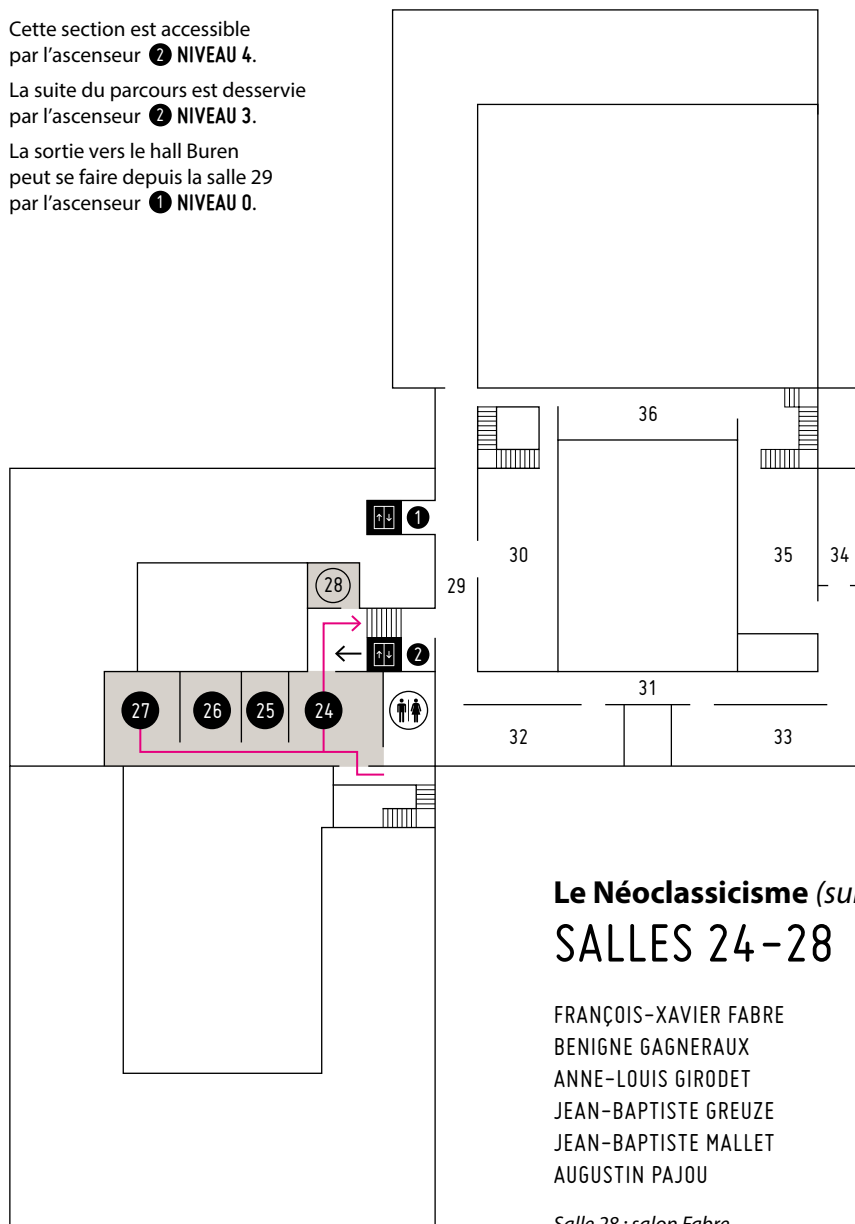 Cette section est accessible
par l'ascenseur 2 NIVEAU 4.
La suite du parcours est desservie
par l'ascenseur 2 NIVEAU 3.
La sortie vers le hall Buren
peut se faire depuis la salle 29
par l'ascenseur 1 NIVEAU 0.
36
1
30
35
34
28
29
2
27
26
25
24
31
32
33
Le Néoclassicisme
SALLES 24-28
FRANÇOIS-XAVIER FABRE
BENIGNE GAGNERAUX
ANNE-LOUIS GIRODET
JEAN-BAPTISTE GREUZE
JEAN-BAPTISTE MALLET
AUGUSTIN PAJOU
Salle 28 : salon Fabre